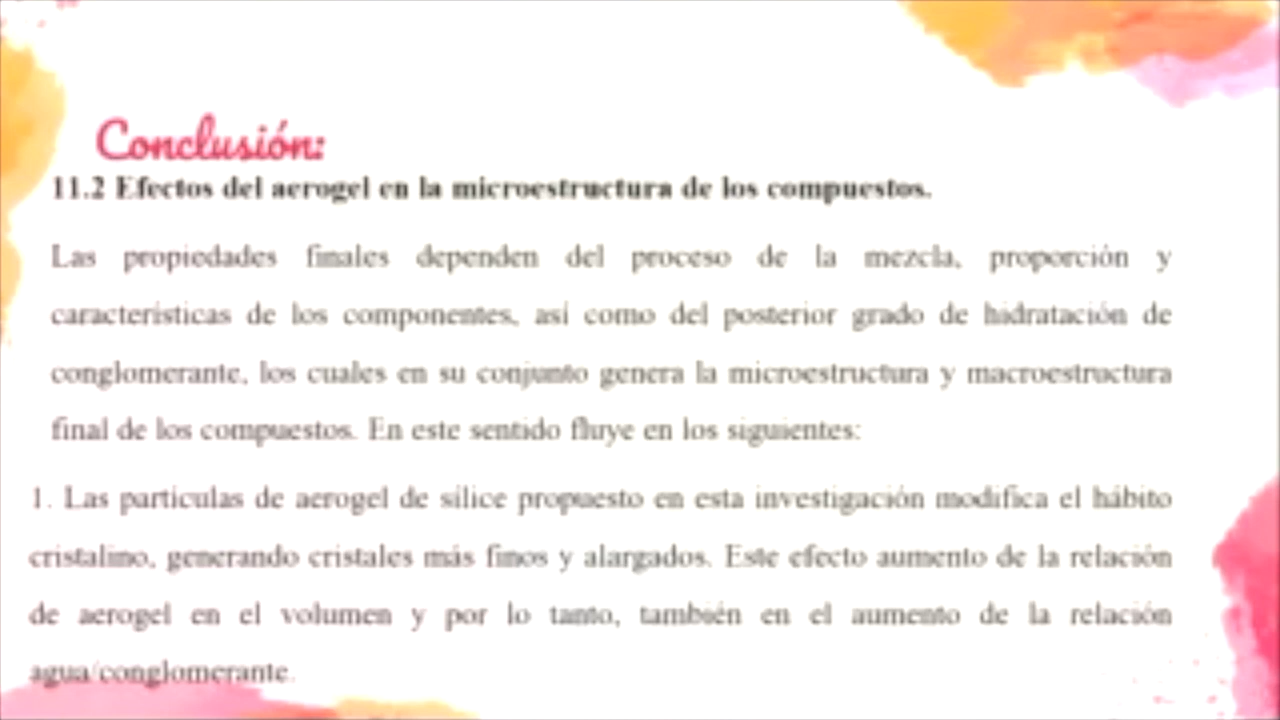 Conclusión:
11.2 Efectos del aerogel en la microestructura de los compuestos.
Las propiedades finales dependen del proceso de la mezcla, proporción y
características de los componentes, así como del posterior grado de hidratación de
conglomerante, los cuales en su conjunto genera la microestructura y macroestructura
final de los compuestos. En este sentido fluye en los siguientes:
1. Las partículas de aerogel de sílice propuesto en esta investigación modifica el hábito
cristalino, generando cristales más finos y alargados. Este efecto aumento de la relación
de aerogel en el volumen y por lo tanto, también en el aumento de la relación
agua/conglomerante.